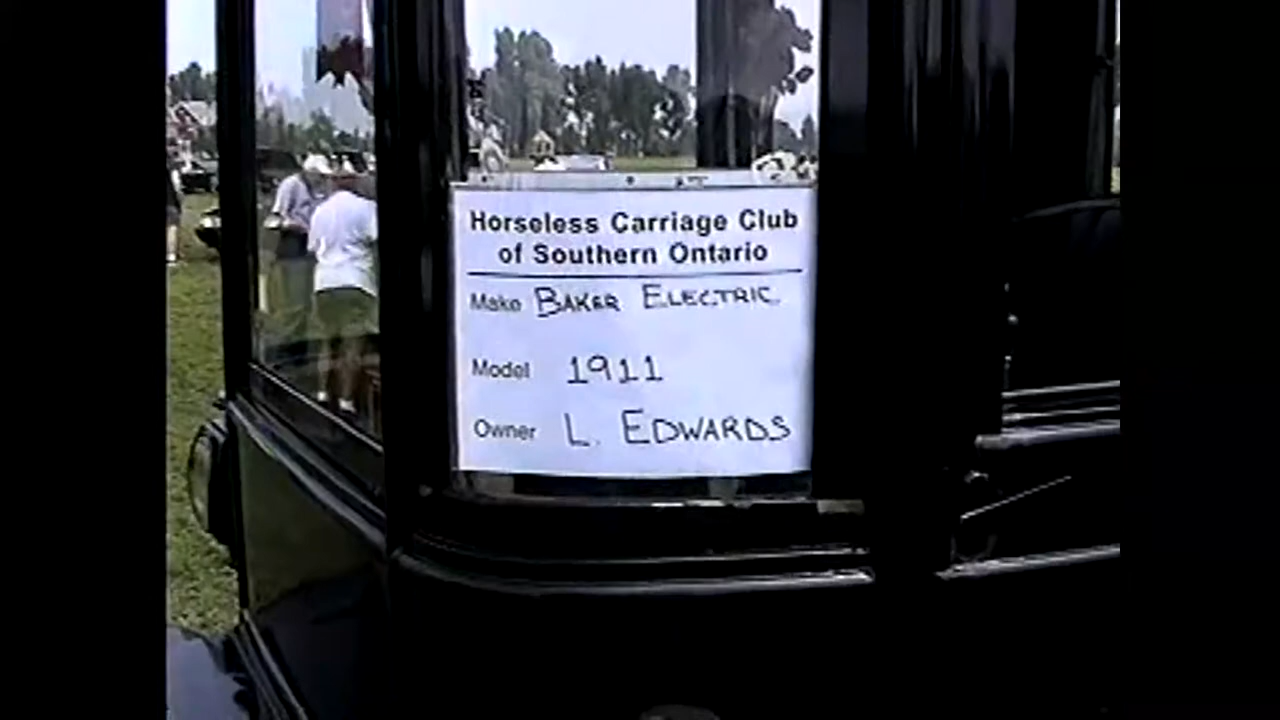 Horseless Carriage Club
of Southern Ontario
Make BAKER ELECTRIC
Model 1911
Owner L. EDWARDS